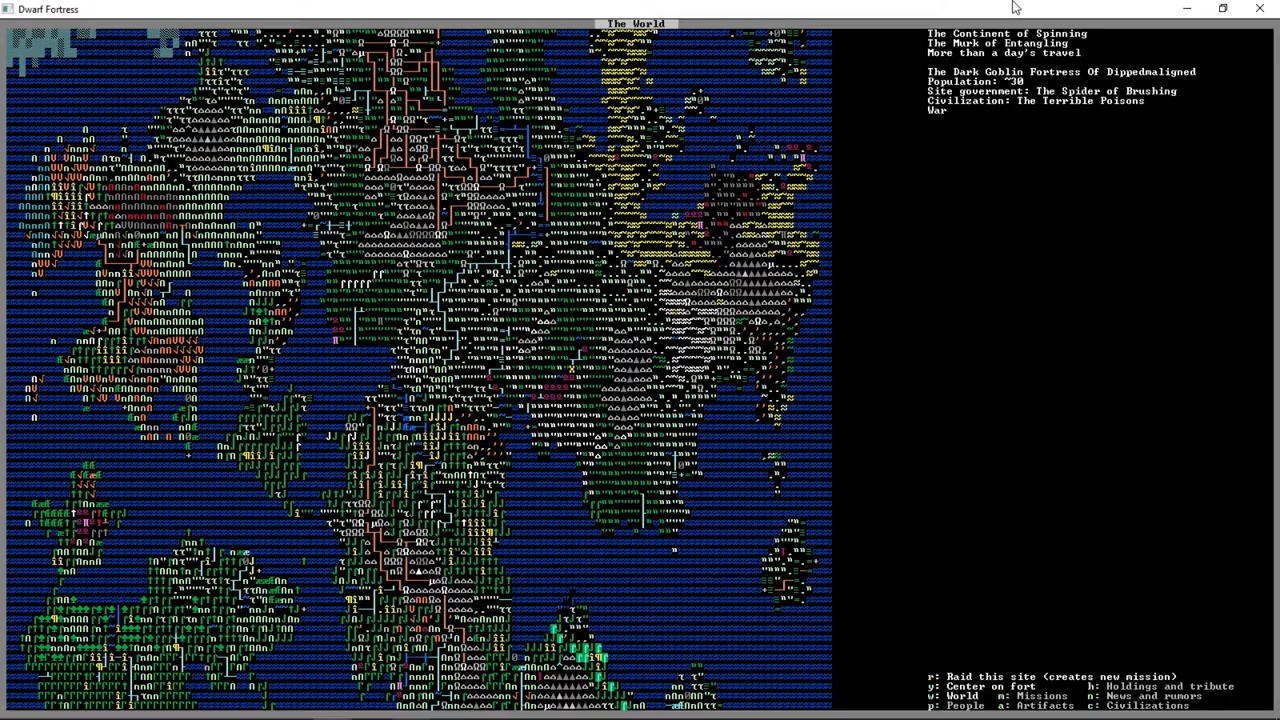 Dwarf Fortress
The World
The Continent of Spinning
The Murk of Entangling
More than a day's travel
The Dark Goblin Fortress Of Dippedmaligned
Population: ~30
Site government: The Spider of Brushing
Civilization: The Terrible Poisons
War
r: Raid this site (creates new mission)
y: Center on fort h: Holdings and tribute
w: World m: Missions n: News and rumors
p: People a: Artifacts c: Civilizations